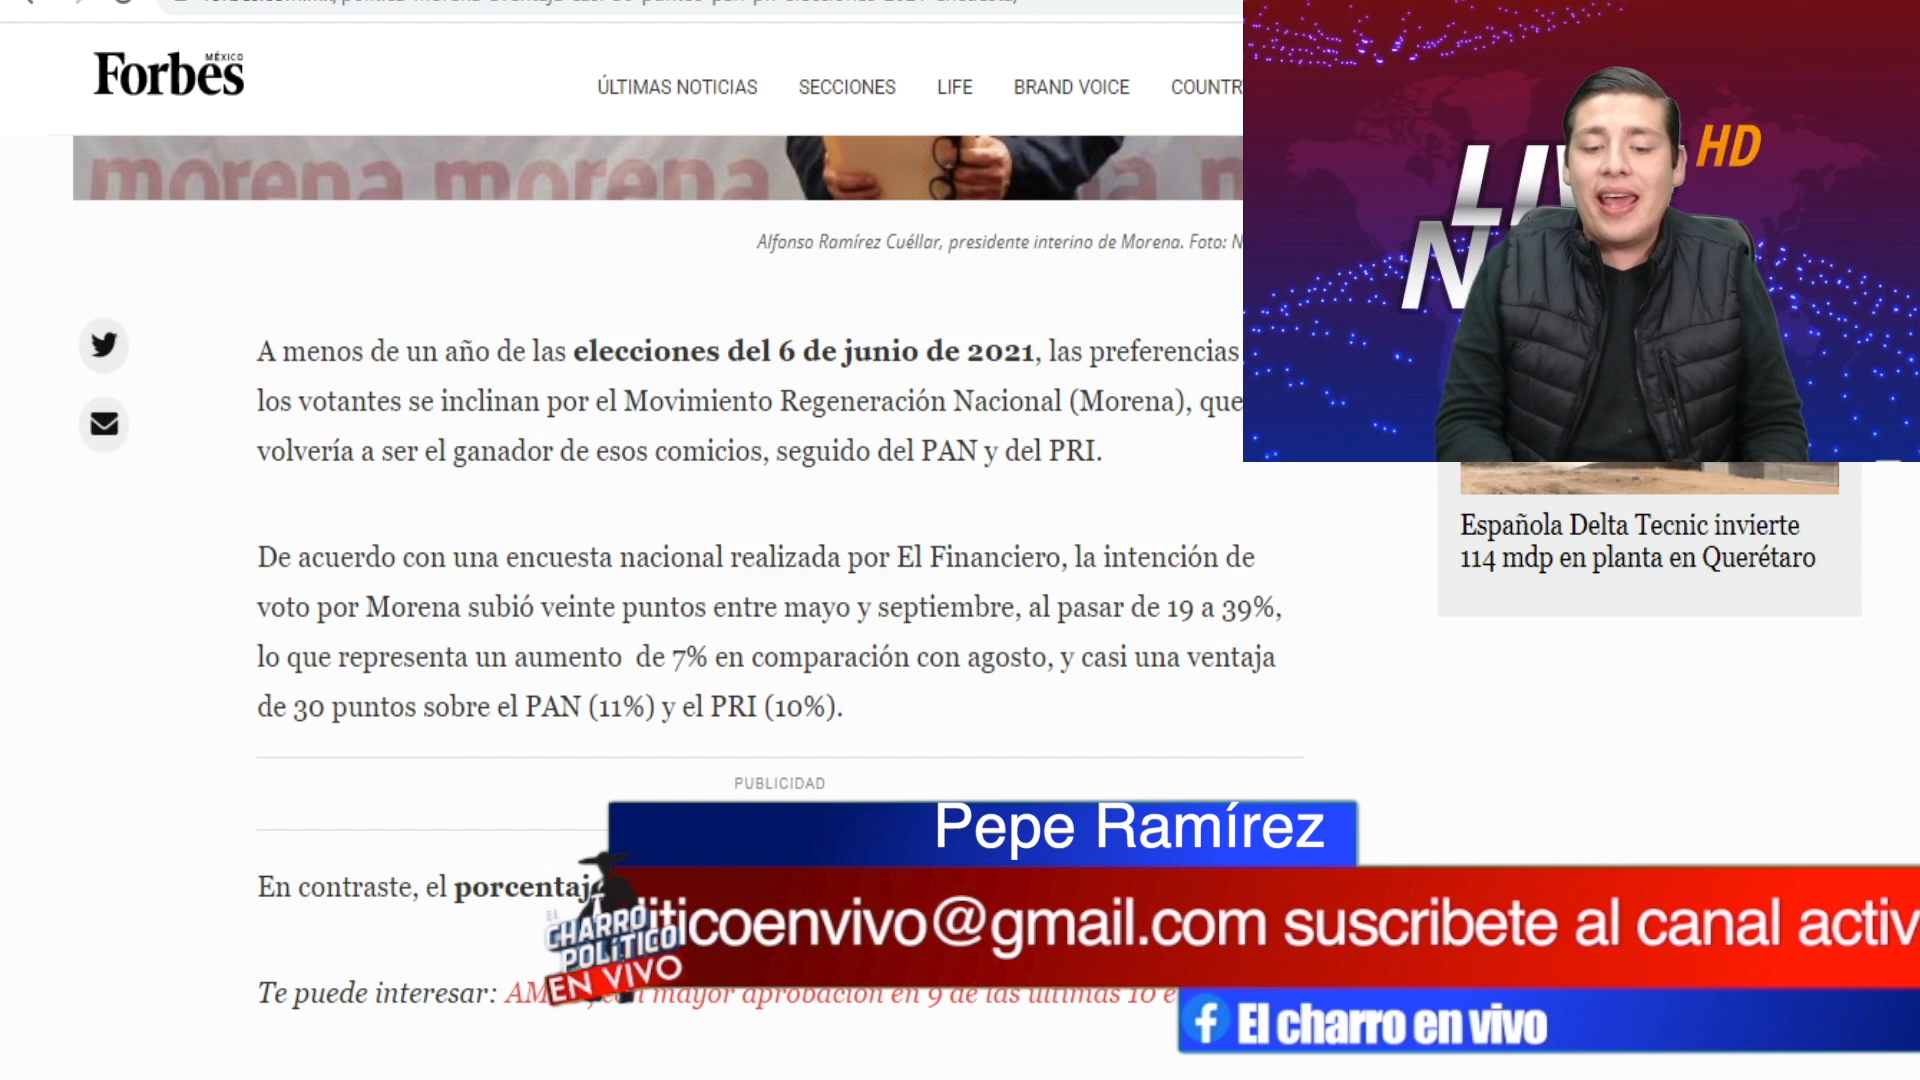 Forbes
MÉXICO
ÚLTIMAS NOTICIAS SECCIONES LIFE BRAND VOICE COUNTR
morena morena
Alfonso Ramírez Cuéllar, presidente interino de Morena. Foto: N
HD
A menos de un año de las elecciones del 6 de junio de 2021, las preferencias
los votantes se inclinan por el Movimiento Regeneración Nacional (Morena), que
volvería a ser el ganador de esos comicios, seguido del PAN y del PRI.
Española Delta Tecnic invierte
114 mdp en planta en Querétaro
De acuerdo con una encuesta nacional realizada por El Financiero, la intención de
voto por Morena subió veinte puntos entre mayo y septiembre, al pasar de 19 a 39%,
lo que representa un aumento de 7% en comparación con agosto, y casi una ventaja
de 30 puntos sobre el PAN (11%) y el PRI (10%).
PUBLICIDAD
Pepe Ramírez
En contraste, el porcentaj
iticoenvivo@gmail.com suscribete al canal activ
EL
CHARRO
POLÍTICO
EN VIVO
Te puede interesar: AM mayor aprobación en 9 de las últimas 10 e
El charro en vivo